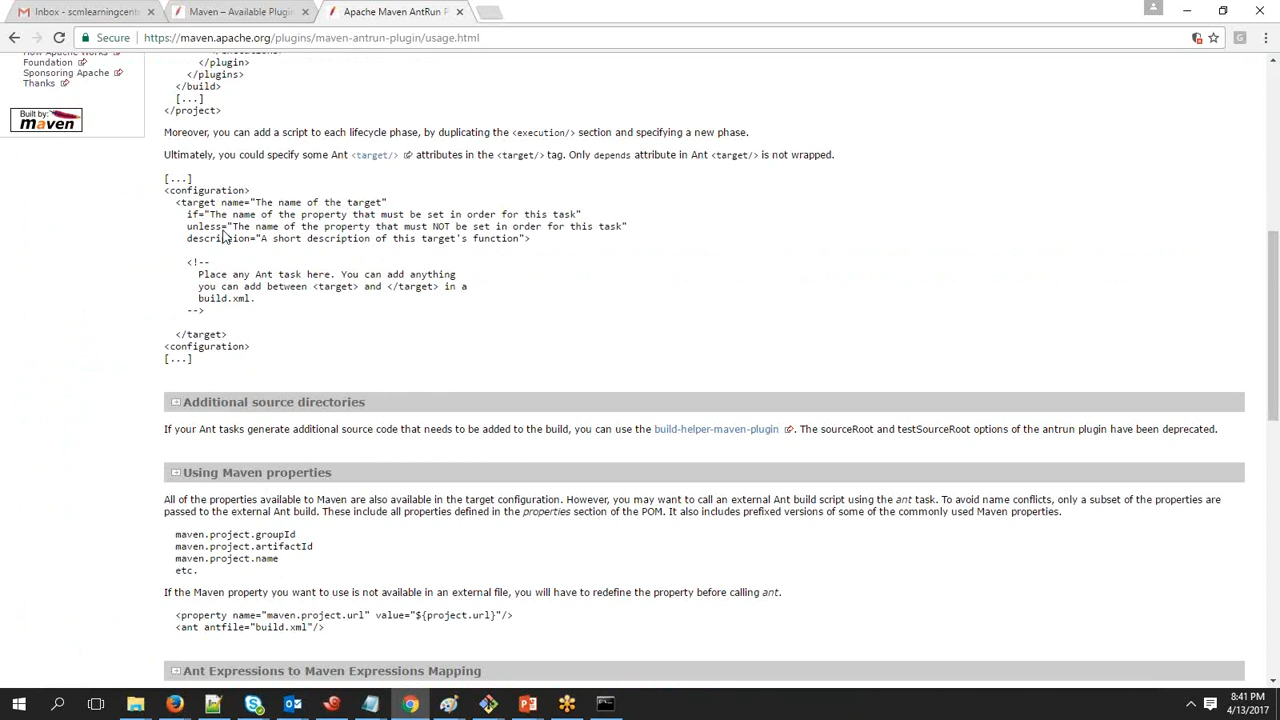 Inbox - scmlearningcent
Maven – Available Plugin
Apache Maven AntRun P
Secure
https://maven.apache.org/plugins/maven-antrun-plugin/usage.html
Foundation
Sponsoring Apache
Thanks
Built by:
maven
</plugin>
</plugins>
</build>
[...]
</project>
Moreover, you can add a script to each lifecycle phase, by duplicating the <execution/> section and specifying a new phase.
Ultimately, you could specify some Ant <target/> attributes in the <target/> tag. Only depends attribute in Ant <target/> is not wrapped.
[...]
<configuration>
<target name="The name of the target"
if="The name of the property that must be set in order for this task"
unless="The name of the property that must NOT be set in order for this task"
description="A short description of this target's function">
<!--
Place any Ant task here. You can add anything
you can add between <target> and </target> in a
build.xml.
-->
</target>
<configuration>
[...]
Additional source directories
If your Ant tasks generate additional source code that needs to be added to the build, you can use the build-helper-maven-plugin . The sourceRoot and testSourceRoot options of the antrun plugin have been deprecated.
Using Maven properties
All of the properties available to Maven are also available in the target configuration. However, you may want to call an external Ant build script using the ant task. To avoid name conflicts, only a subset of the properties are
passed to the external Ant build. These include all properties defined in the properties section of the POM. It also includes prefixed versions of some of the commonly used Maven properties.
maven.project.groupId
maven.project.artifactId
maven.project.name
etc.
If the Maven property you want to use is not available in an external file, you will have to redefine the property before calling ant.
<property name="maven.project.url" value="${project.url}"/>
<ant antfile="build.xml"/>
Ant Expressions to Maven Expressions Mapping
8:41 PM
4/13/2017